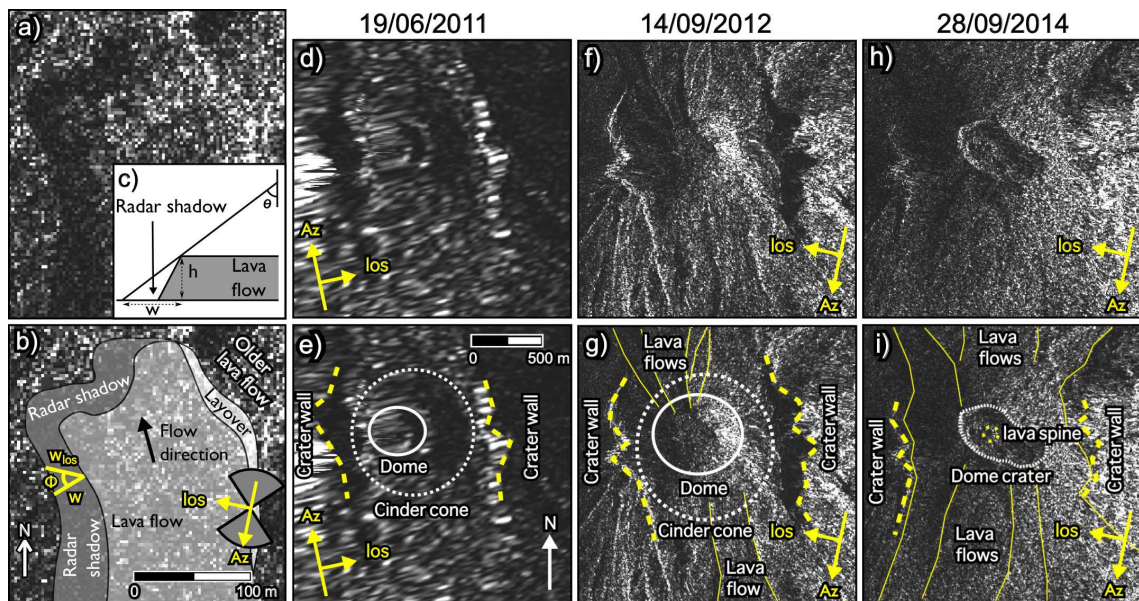 19/06/2011
14/09/2012
28/09/2014
a)
c)
Radar shadow
θ
h
Lava
flow
w
d)
Az
los
f)
los
Az
h)
los
Az
b)
Older
lava flow
Radar shadow
Layover
Flow
direction
Wlos
Φ
W
los
Az
Lava flow
Radar
shadow
N
0
100 m
e)
0
500 m
Crater wall
Crater wall
Dome
Cinder cone
Az
los
N
g)
Lava
flows
Crater wall
Crater wall
Dome
Cinder cone
los
Lava
flow
Az
i)
Lava
flows
Crater wall
Crater wall
lava spine
Dome crater
Lava
flows
los
Az